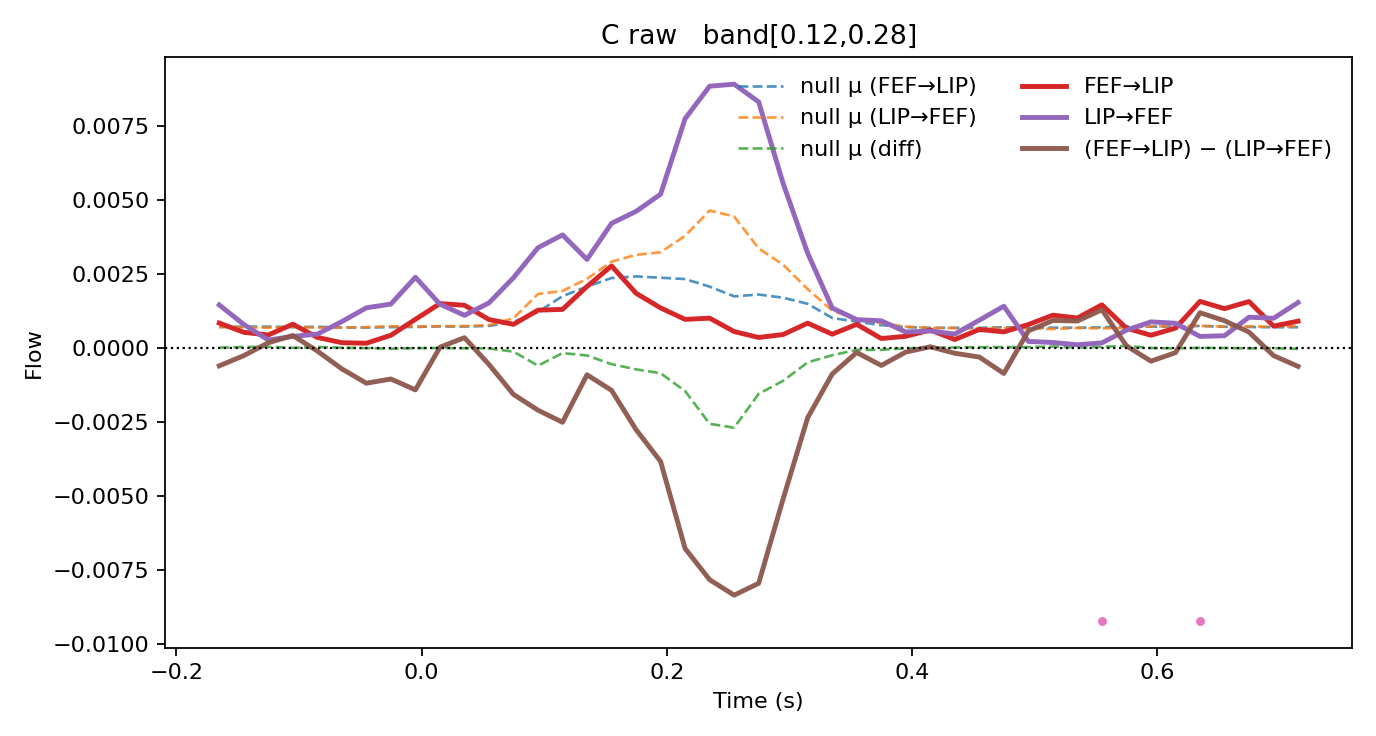 C raw   band[0.12,0.28]
null μ (FEF→LIP)
null μ (LIP→FEF)
null μ (diff)
FEF→LIP
LIP→FEF
(FEF→LIP) − (LIP→FEF)
Flow
0.0075
0.0050
0.0025
0.0000
−0.0025
−0.0050
−0.0075
−0.0100
−0.2
0.0
0.2
0.4
0.6
Time (s)